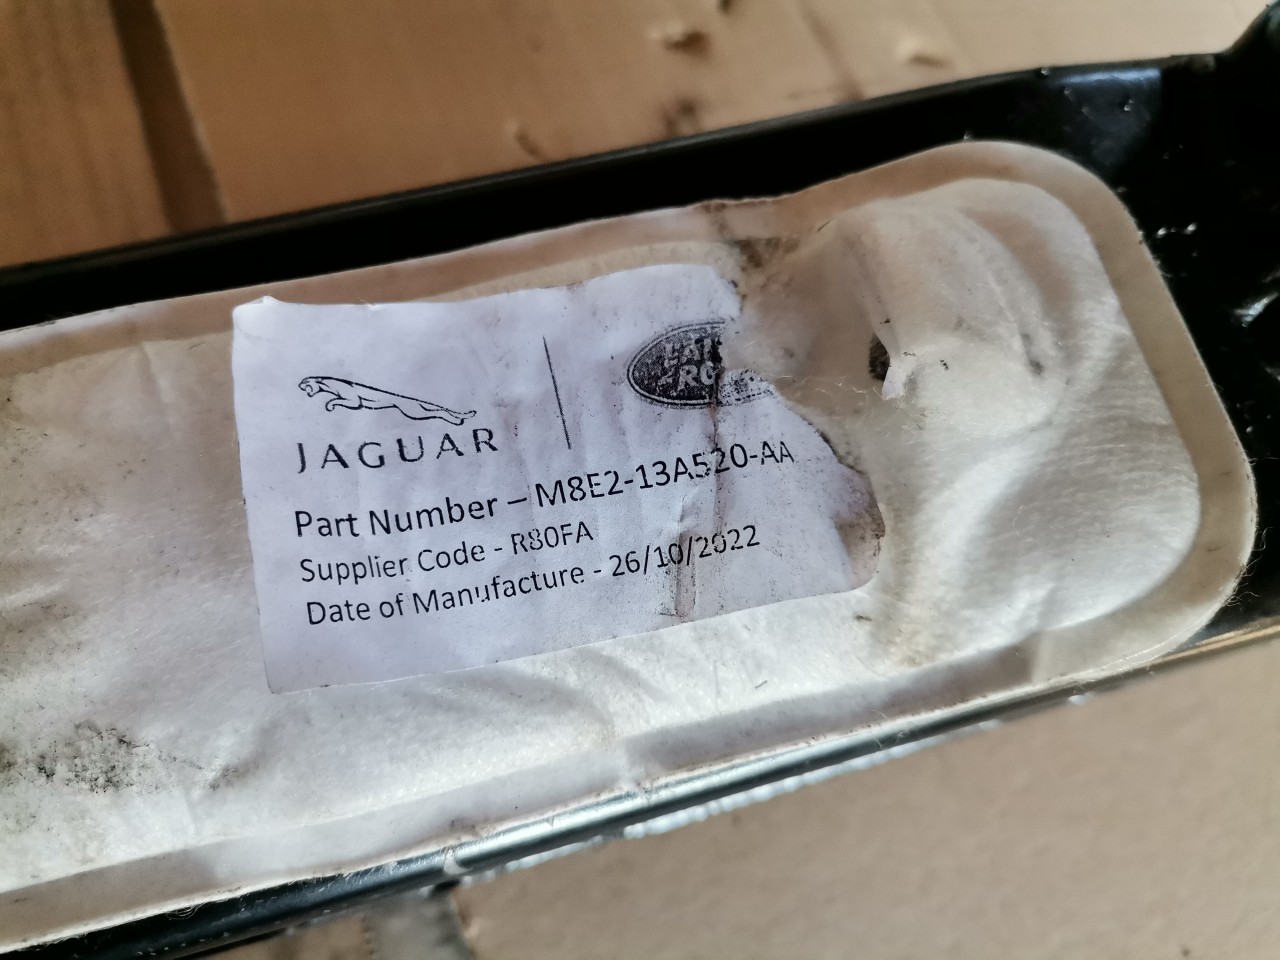 JAGUAR
Part Number – M8E2-13A520-AA
Supplier Code - R80FA
Date of Manufacture - 26/10/2022